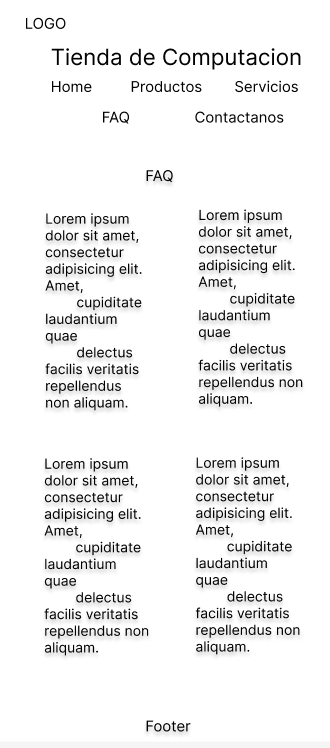 LOGO
Tienda de Computacion
Home Productos Servicios
FAQ Contactanos
FAQ
Lorem ipsum
dolor sit amet,
consectetur
adipisicing elit.
Amet,
cupiditate
laudantium
quae
delectus
facilis veritatis
repellendus
non aliquam.
Lorem ipsum
dolor sit amet,
consectetur
adipisicing elit.
Amet,
cupiditate
laudantium
quae
delectus
facilis veritatis
repellendus non
aliquam.
Lorem ipsum
dolor sit amet,
consectetur
adipisicing elit.
Amet,
cupiditate
laudantium
quae
delectus
facilis veritatis
repellendus non
aliquam.
Lorem ipsum
dolor sit amet,
consectetur
adipisicing elit.
Amet,
cupiditate
laudantium
quae
delectus
facilis veritatis
repellendus non
aliquam.
Footer